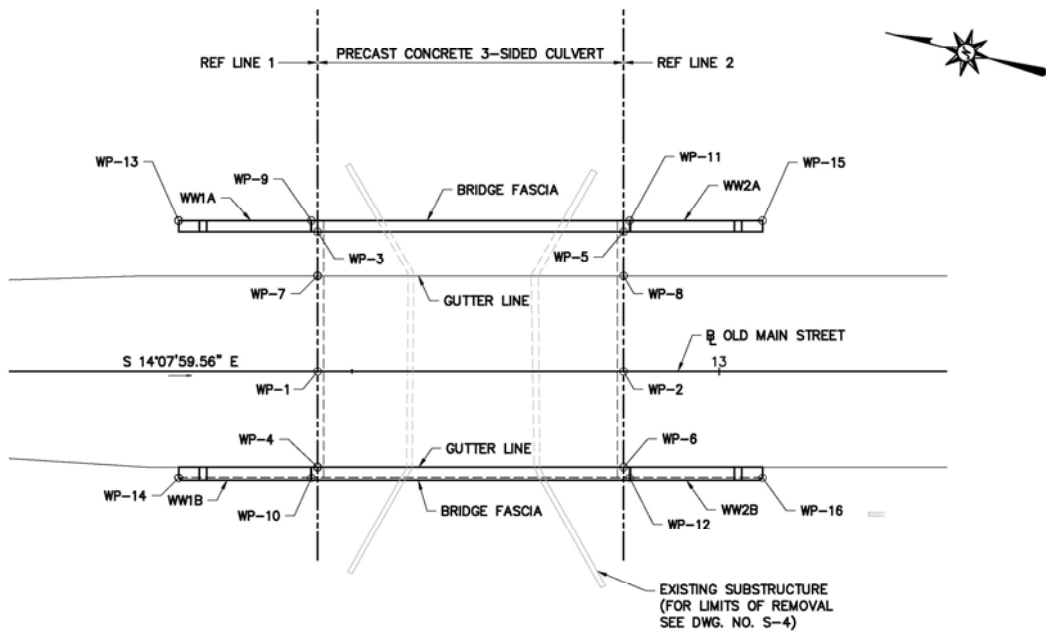 REF LINE 1
PRECAST CONCRETE 3-SIDED CULVERT
REF LINE 2
N
WP-13
WP-9
WW1A
BRIDGE FASCIA
WP-11
WW2A
WP-15
WP-3
WP-5
WP-7
GUTTER LINE
WP-8
S 14°07'59.56" E
BL OLD MAIN STREET
13
WP-1
WP-2
WP-4
GUTTER LINE
WP-6
WP-14
WW1B
WP-10
BRIDGE FASCIA
WP-12
WW2B
WP-16
EXISTING SUBSTRUCTURE
(FOR LIMITS OF REMOVAL
SEE DWG. NO. S-4)